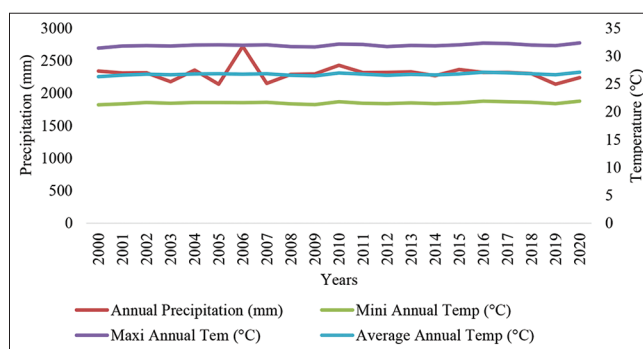 3000
2500
2000
1500
1000
500
0
Precipitation (mm)
35
30
25
20
15
10
5
0
Temperature (°C)
2000 2001 2002 2003 2004 2005 2006 2007 2008 2009 2010 2011 2012 2013 2014 2015 2016 2017 2018 2019 2020
Years
Annual Precipitation (mm) Mini Annual Temp (°C)
Maxi Annual Tem (°C) Average Annual Temp (°C)